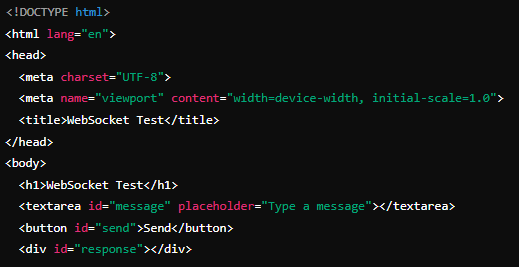 <!DOCTYPE html>
<html lang="en">
<head>
  <meta charset="UTF-8">
  <meta name="viewport" content="width=device-width, initial-scale=1.0">
  <title>WebSocket Test</title>
</head>
<body>
  <h1>WebSocket Test</h1>
  <textarea id="message" placeholder="Type a message"></textarea>
  <button id="send">Send</button>
  <div id="response"></div>